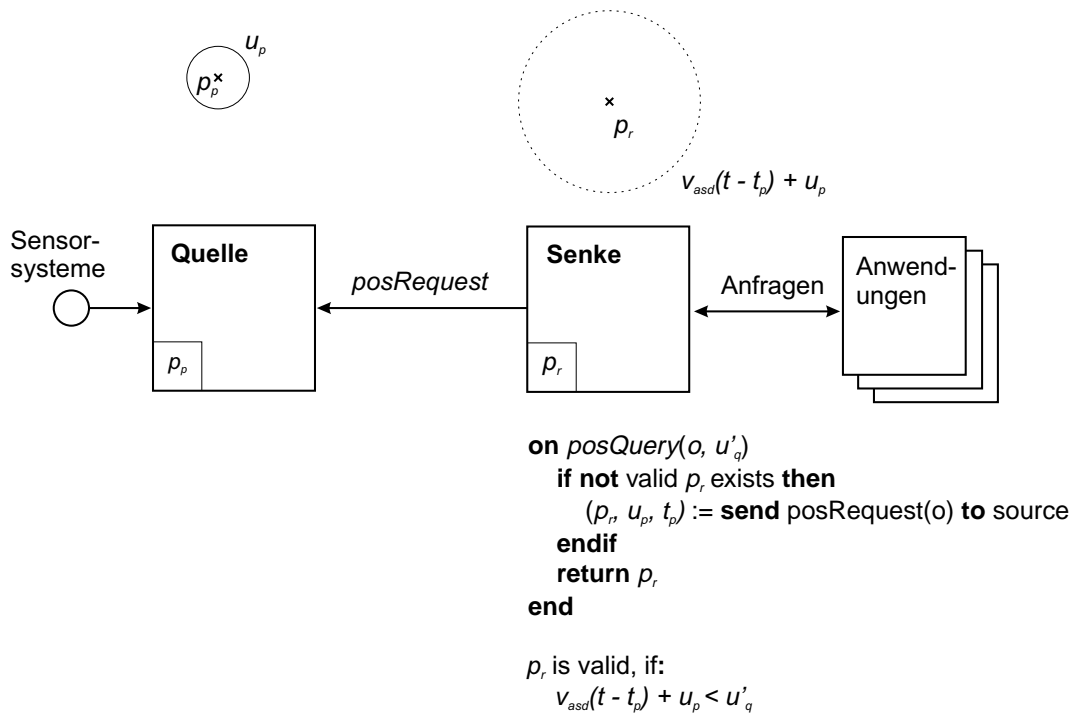 u_p
p_p
p_r
v_asd(t - t_p) + u_p
Sensor-
systeme
Quelle
p_p
posRequest
Senke
p_r
Anfragen
Anwend-
ungen
on posQuery(o, u'_q)
if not valid p_r exists then
(p_r, u_p, t_p) := send posRequest(o) to source
endif
return p_r
end
p_r is valid, if:
v_asd(t - t_p) + u_p < u'_q